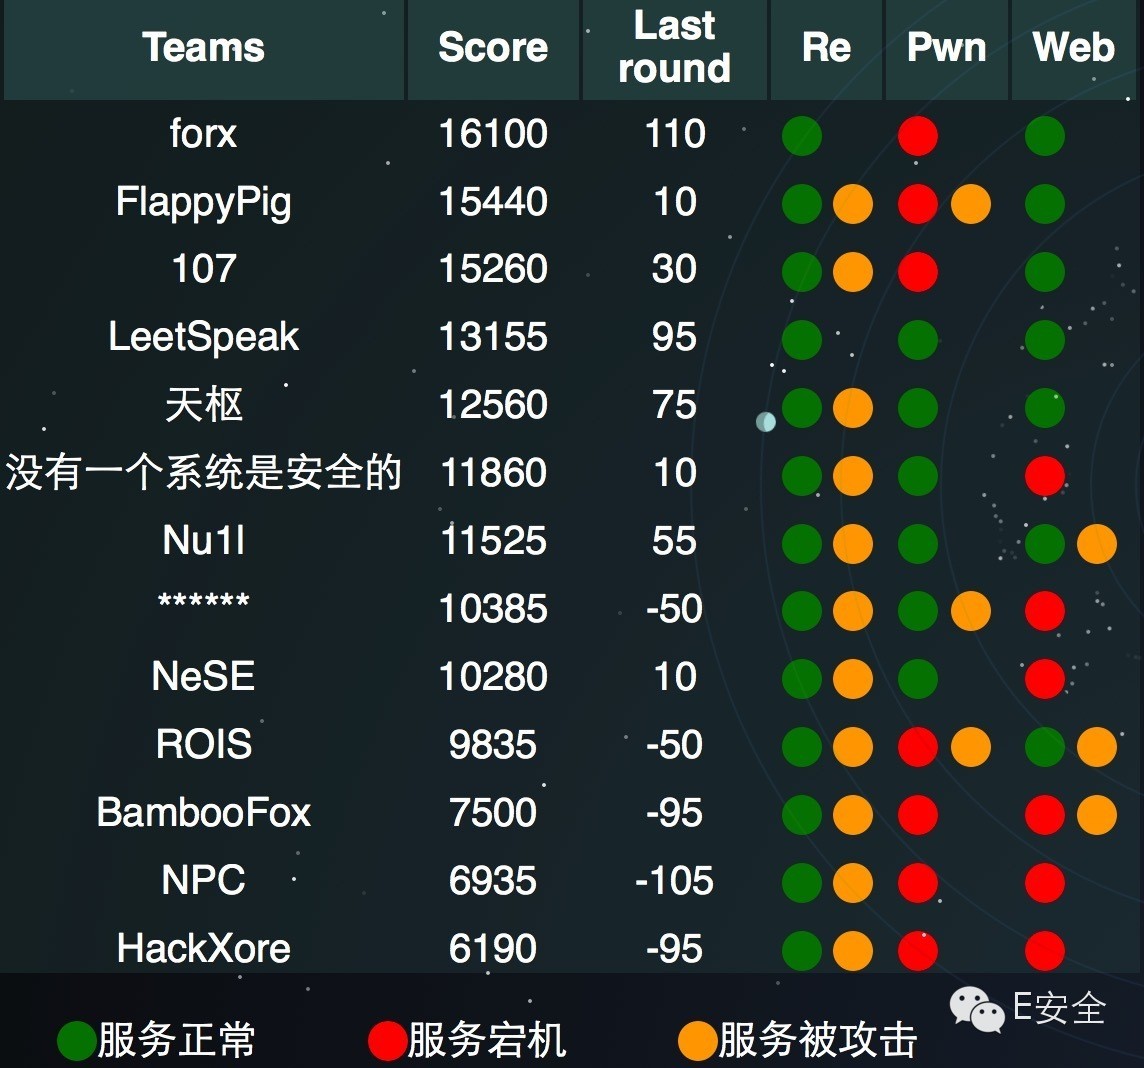 Teams Score Last round Re Pwn Web
forx 16100 110
FlappyPig 15440 10
107 15260 30
LeetSpeak 13155 95
天枢 12560 75
没有一个系统是安全的 11860 10
Nu1l 11525 55
****** 10385 -50
NeSE 10280 10
ROIS 9835 -50
BambooFox 7500 -95
NPC 6935 -105
HackXore 6190 -95
服务正常 服务宕机 服务被攻击
E安全